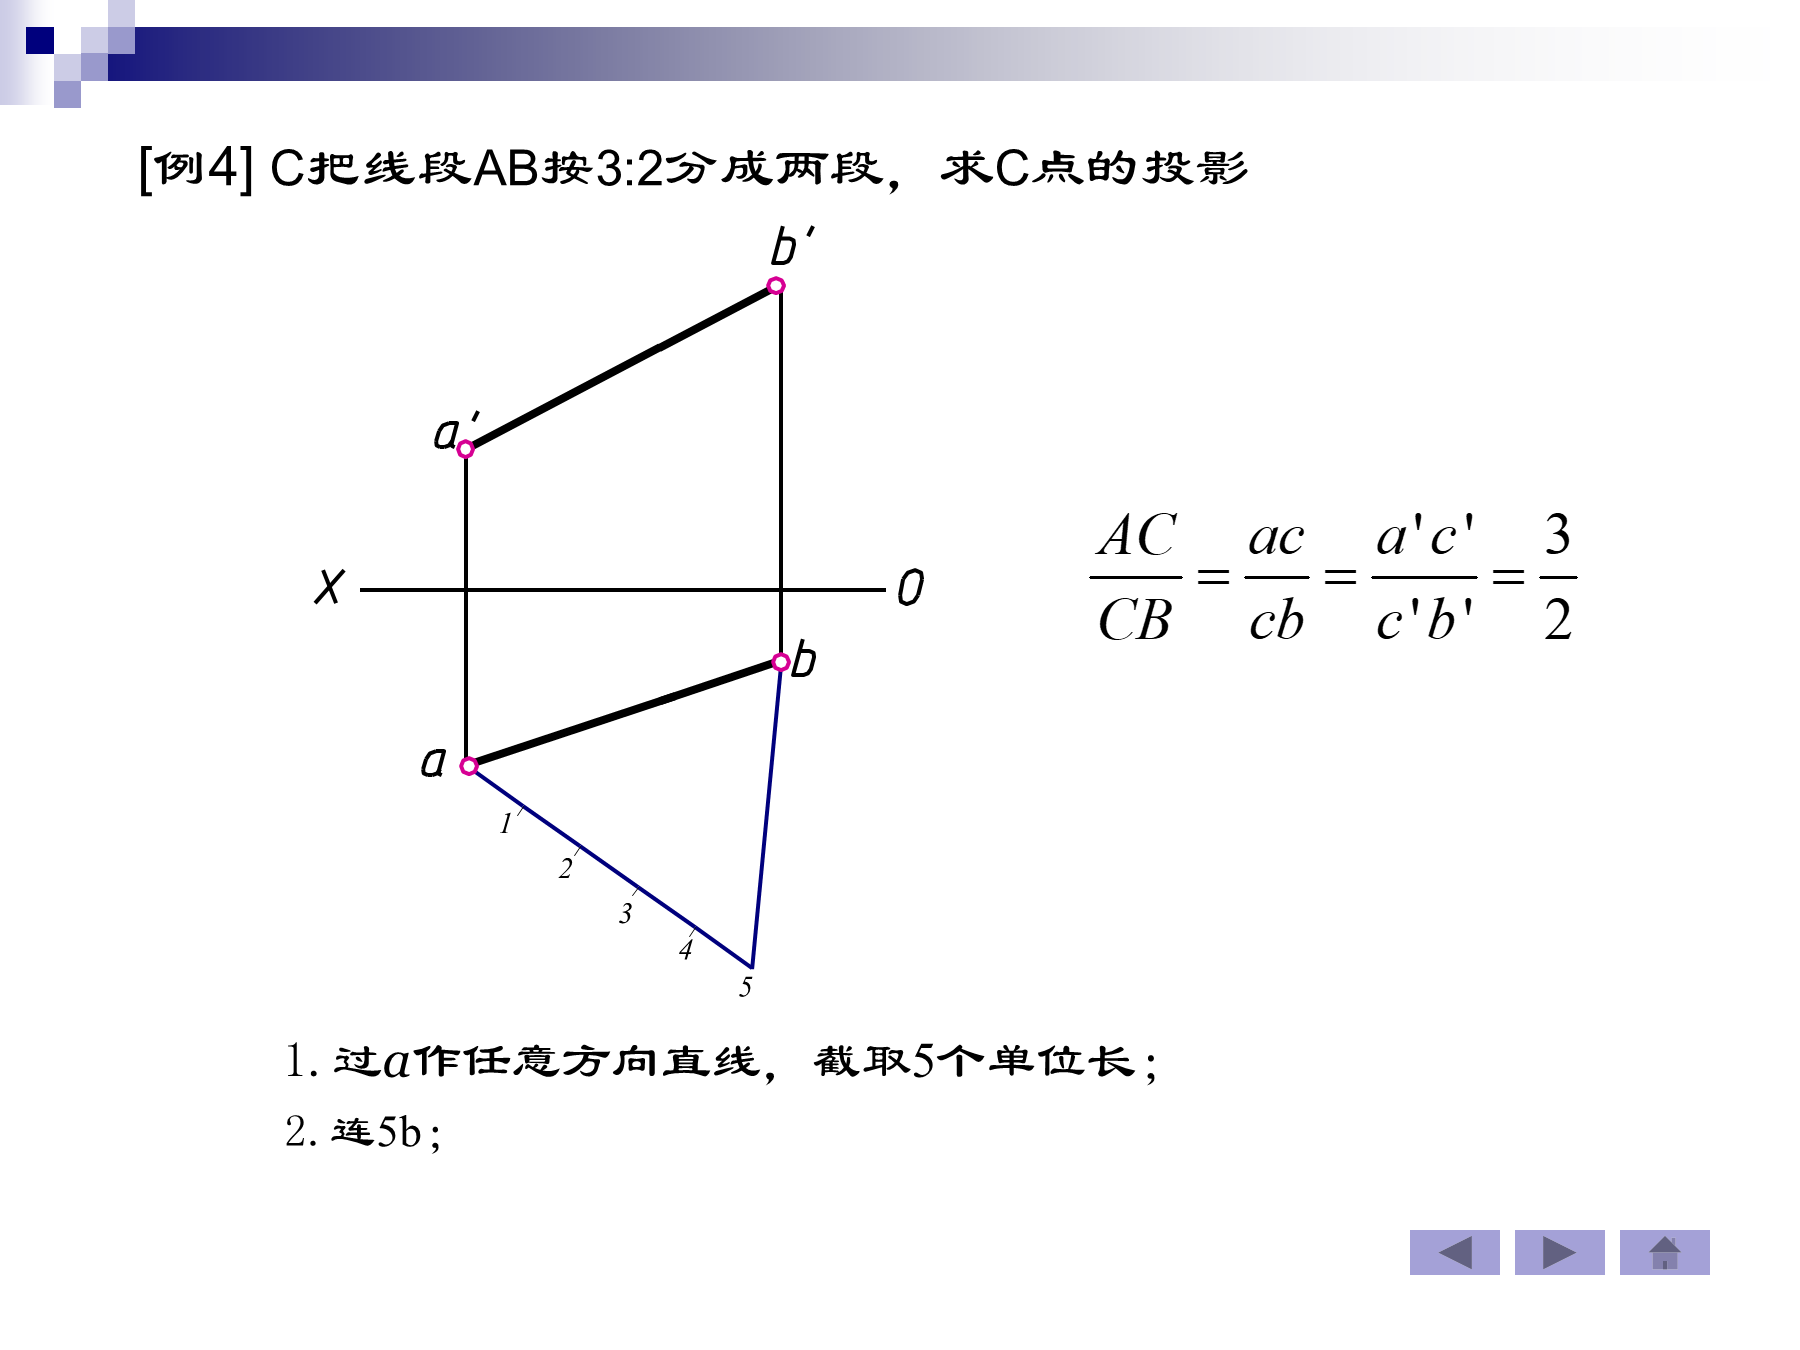 [例4] C把线段AB按3:2分成两段，求C点的投影
b'
a'
X
O
AC/CB = ac/cb = a'c'/c'b' = 3/2
b
a
1
2
3
4
5
1. 过a作任意方向直线，截取5个单位长；
2. 连5b；